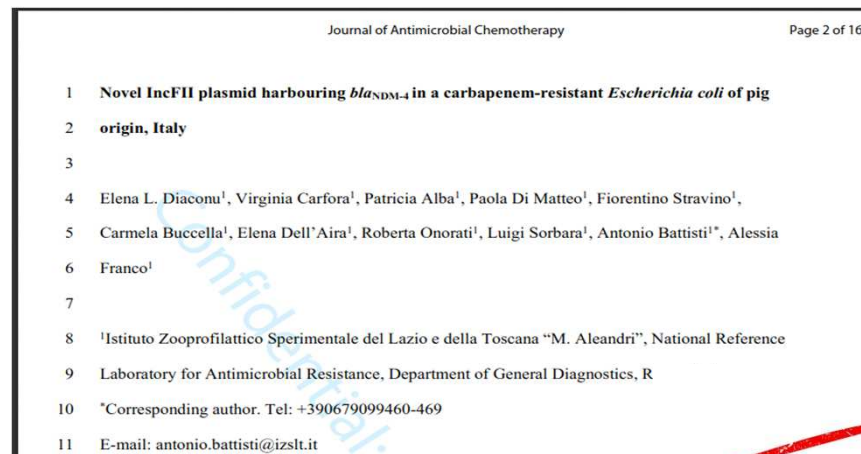 Journal of Antimicrobial Chemotherapy Page 2 of 16
1 Novel IncFII plasmid harbouring blaNDM-4 in a carbapenem-resistant Escherichia coli of pig
2 origin, Italy
3
4 Elena L. Diaconu¹, Virginia Carfora¹, Patricia Alba¹, Paola Di Matteo¹, Fiorentino Stravino¹,
5 Carmela Buccella¹, Elena Dell’Aira¹, Roberta Onorati¹, Luigi Sorbara¹, Antonio Battisti¹*, Alessia
6 Franco¹
7
8 ¹Istituto Zooprofilattico Sperimentale del Lazio e della Toscana “M. Aleandri”, National Reference
9 Laboratory for Antimicrobial Resistance, Department of General Diagnostics, R
10 *Corresponding author. Tel: +390679099460-469
11 E-mail: antonio.battisti@izslt.it
Confidential: